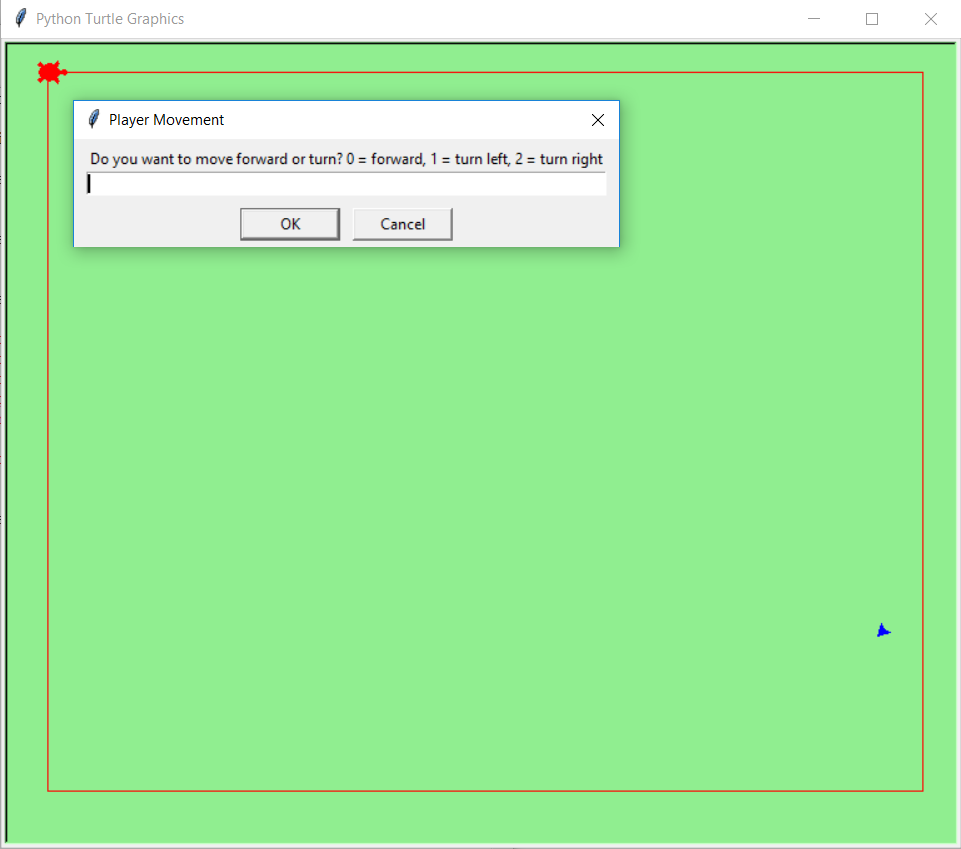 Python Turtle Graphics
Player Movement
Do you want to move forward or turn? 0 = forward, 1 = turn left, 2 = turn right
OK
Cancel